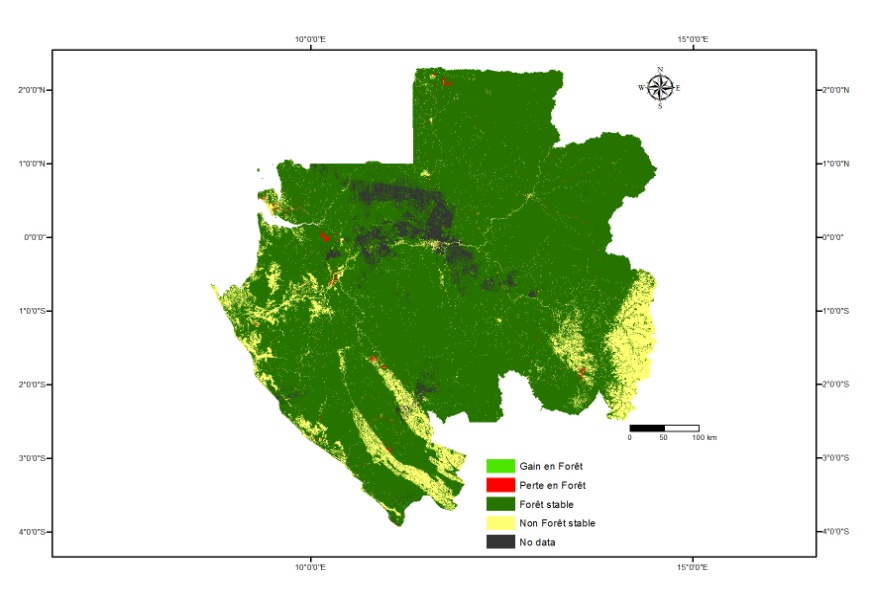 10°0'0"E 15°0'0"E
N
W E
S
2°0'0"N 2°0'0"N
1°0'0"N 1°0'0"N
0°0'0" 0°0'0"
1°0'0"S 1°0'0"S
2°0'0"S 2°0'0"S
0 50 100 km
3°0'0"S 3°0'0"S
Gain en Forêt
Perte en Forêt
Forêt stable
Non Forêt stable
No data
4°0'0"S 4°0'0"S
10°0'0"E 15°0'0"E